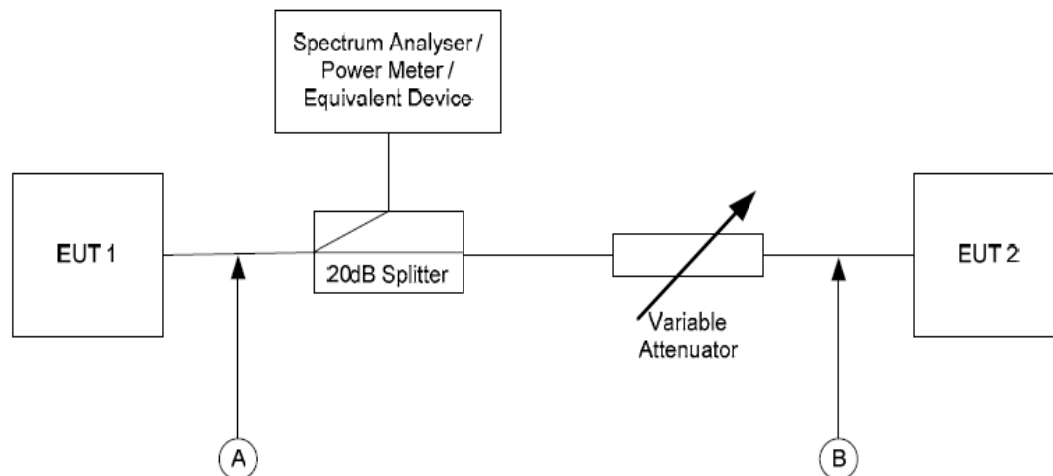 Spectrum Analyser /
Power Meter /
Equivalent Device
EUT 1
20dB Splitter
Variable
Attenuator
EUT 2
A
B